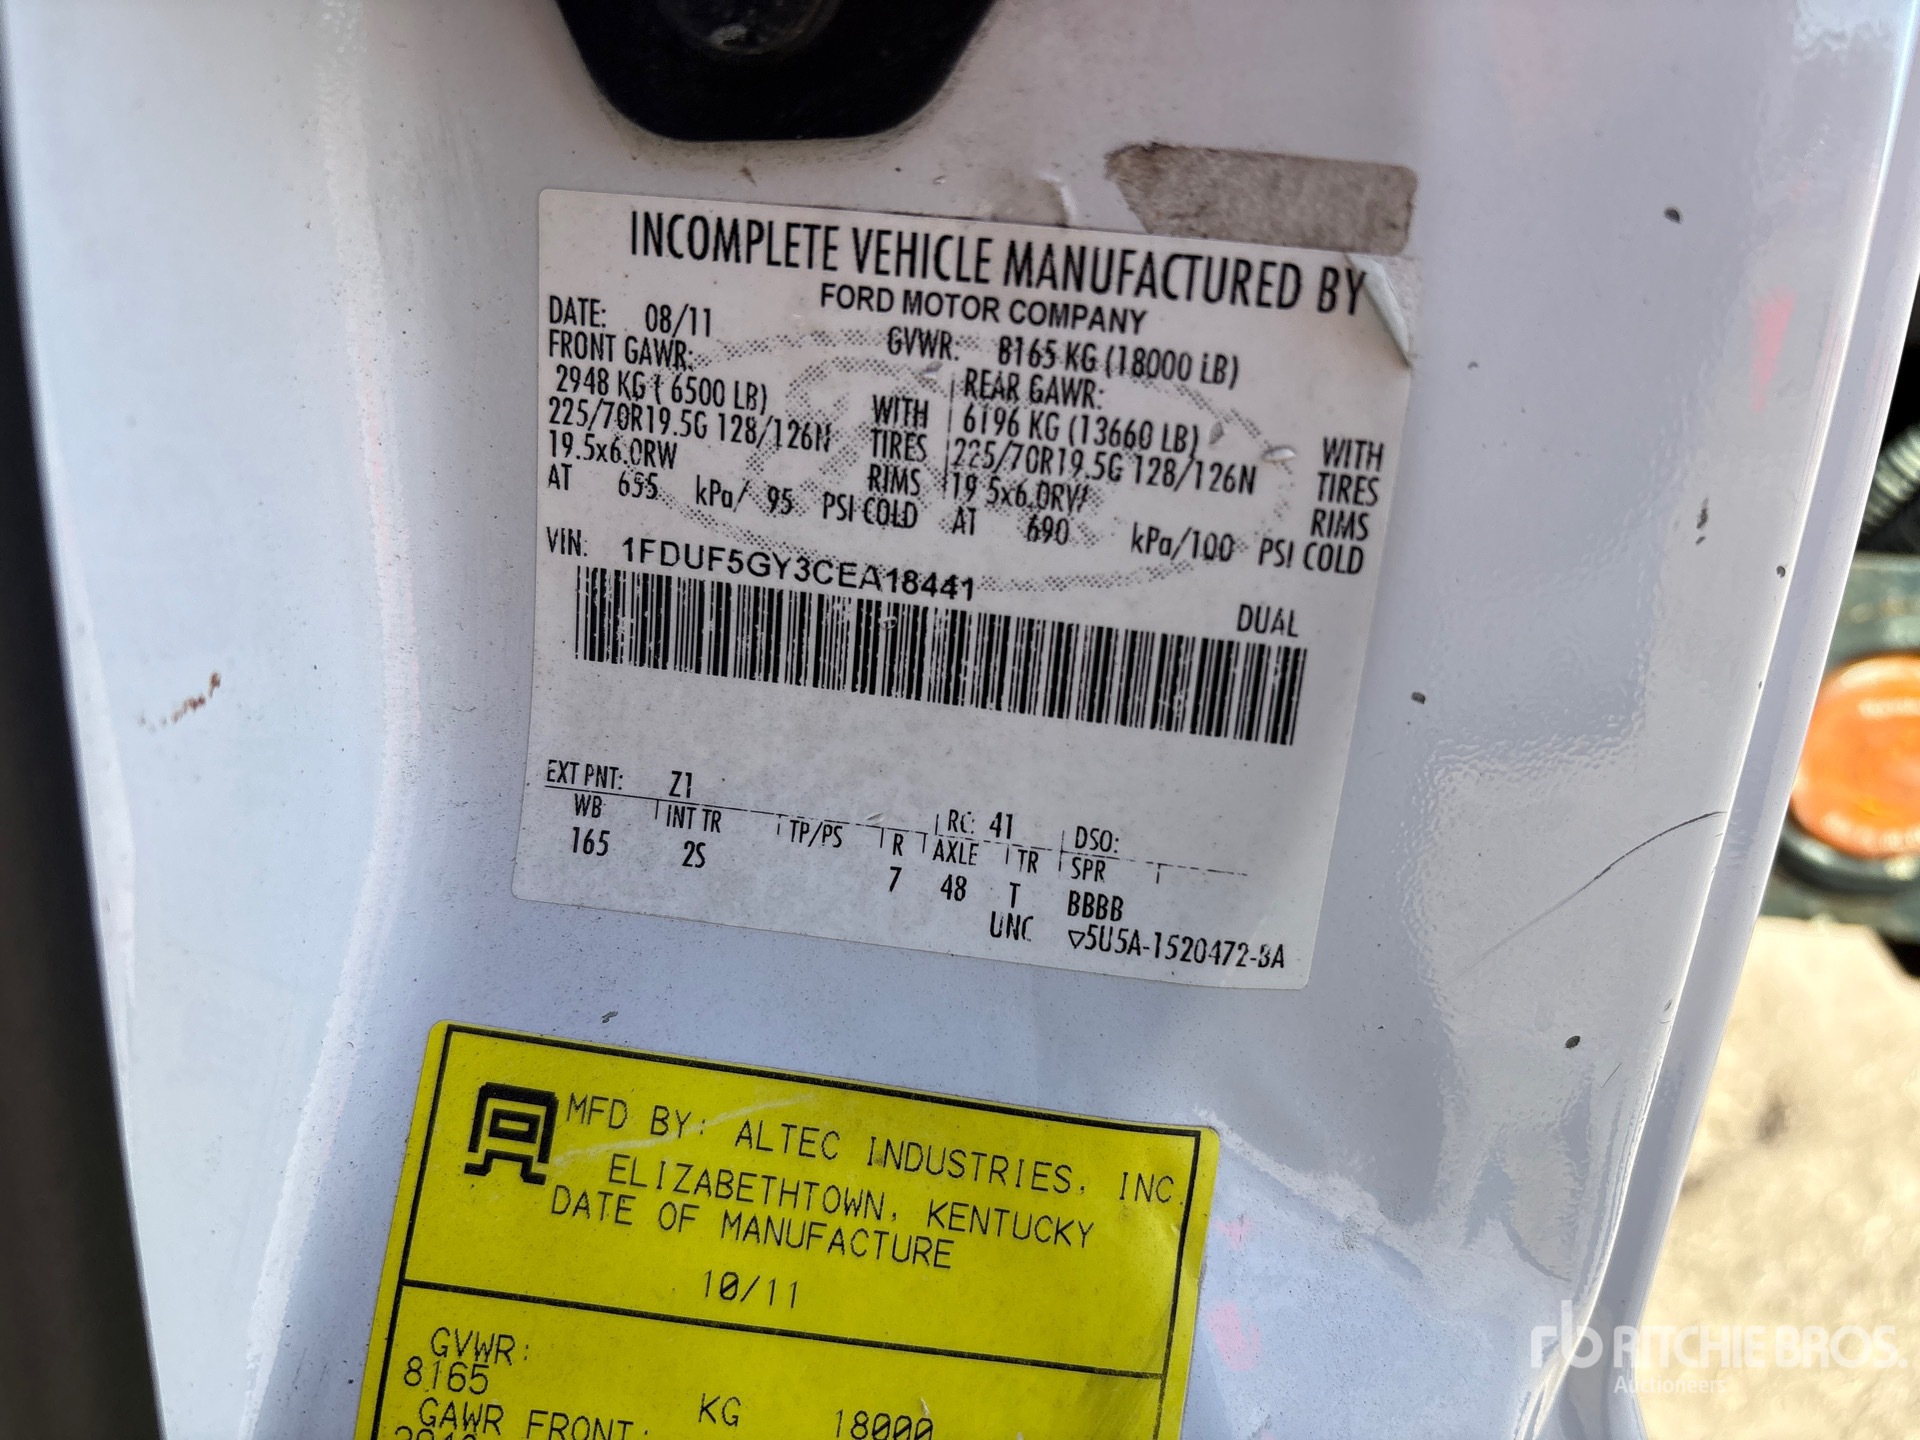 INCOMPLETE VEHICLE MANUFACTURED BY
FORD MOTOR COMPANY
DATE: 08/11 GVWR: 8165 KG (18000 LB)
FRONT GAWR: REAR GAWR:
2948 KG ( 6500 LB) WITH 6196 KG (13660 LB) WITH
225/70R19.5G 128/126N TIRES 225/70R19.5G 128/126N TIRES
19.5x6.0RW RIMS 19.5x6.0RW RIMS
AT 655 kPa/ 95 PSI COLD AT 690 kPa/100 PSI COLD
VIN: 1FDUF5GY3CEA18441
DUAL
EXT PNT: Z1 RC: 41 DSO:
WB INT TR TP/PS R AXLE TR SPR
165 2S 7 48 T BBBB
UNC ▽5U5A-1520472-BA
MFD BY: ALTEC INDUSTRIES, INC.
ELIZABETHTOWN, KENTUCKY
DATE OF MANUFACTURE
10/11
GVWR:
8165 KG 18000
GAWR FRONT:
rb RITCHIE BROS.
Auctioneers